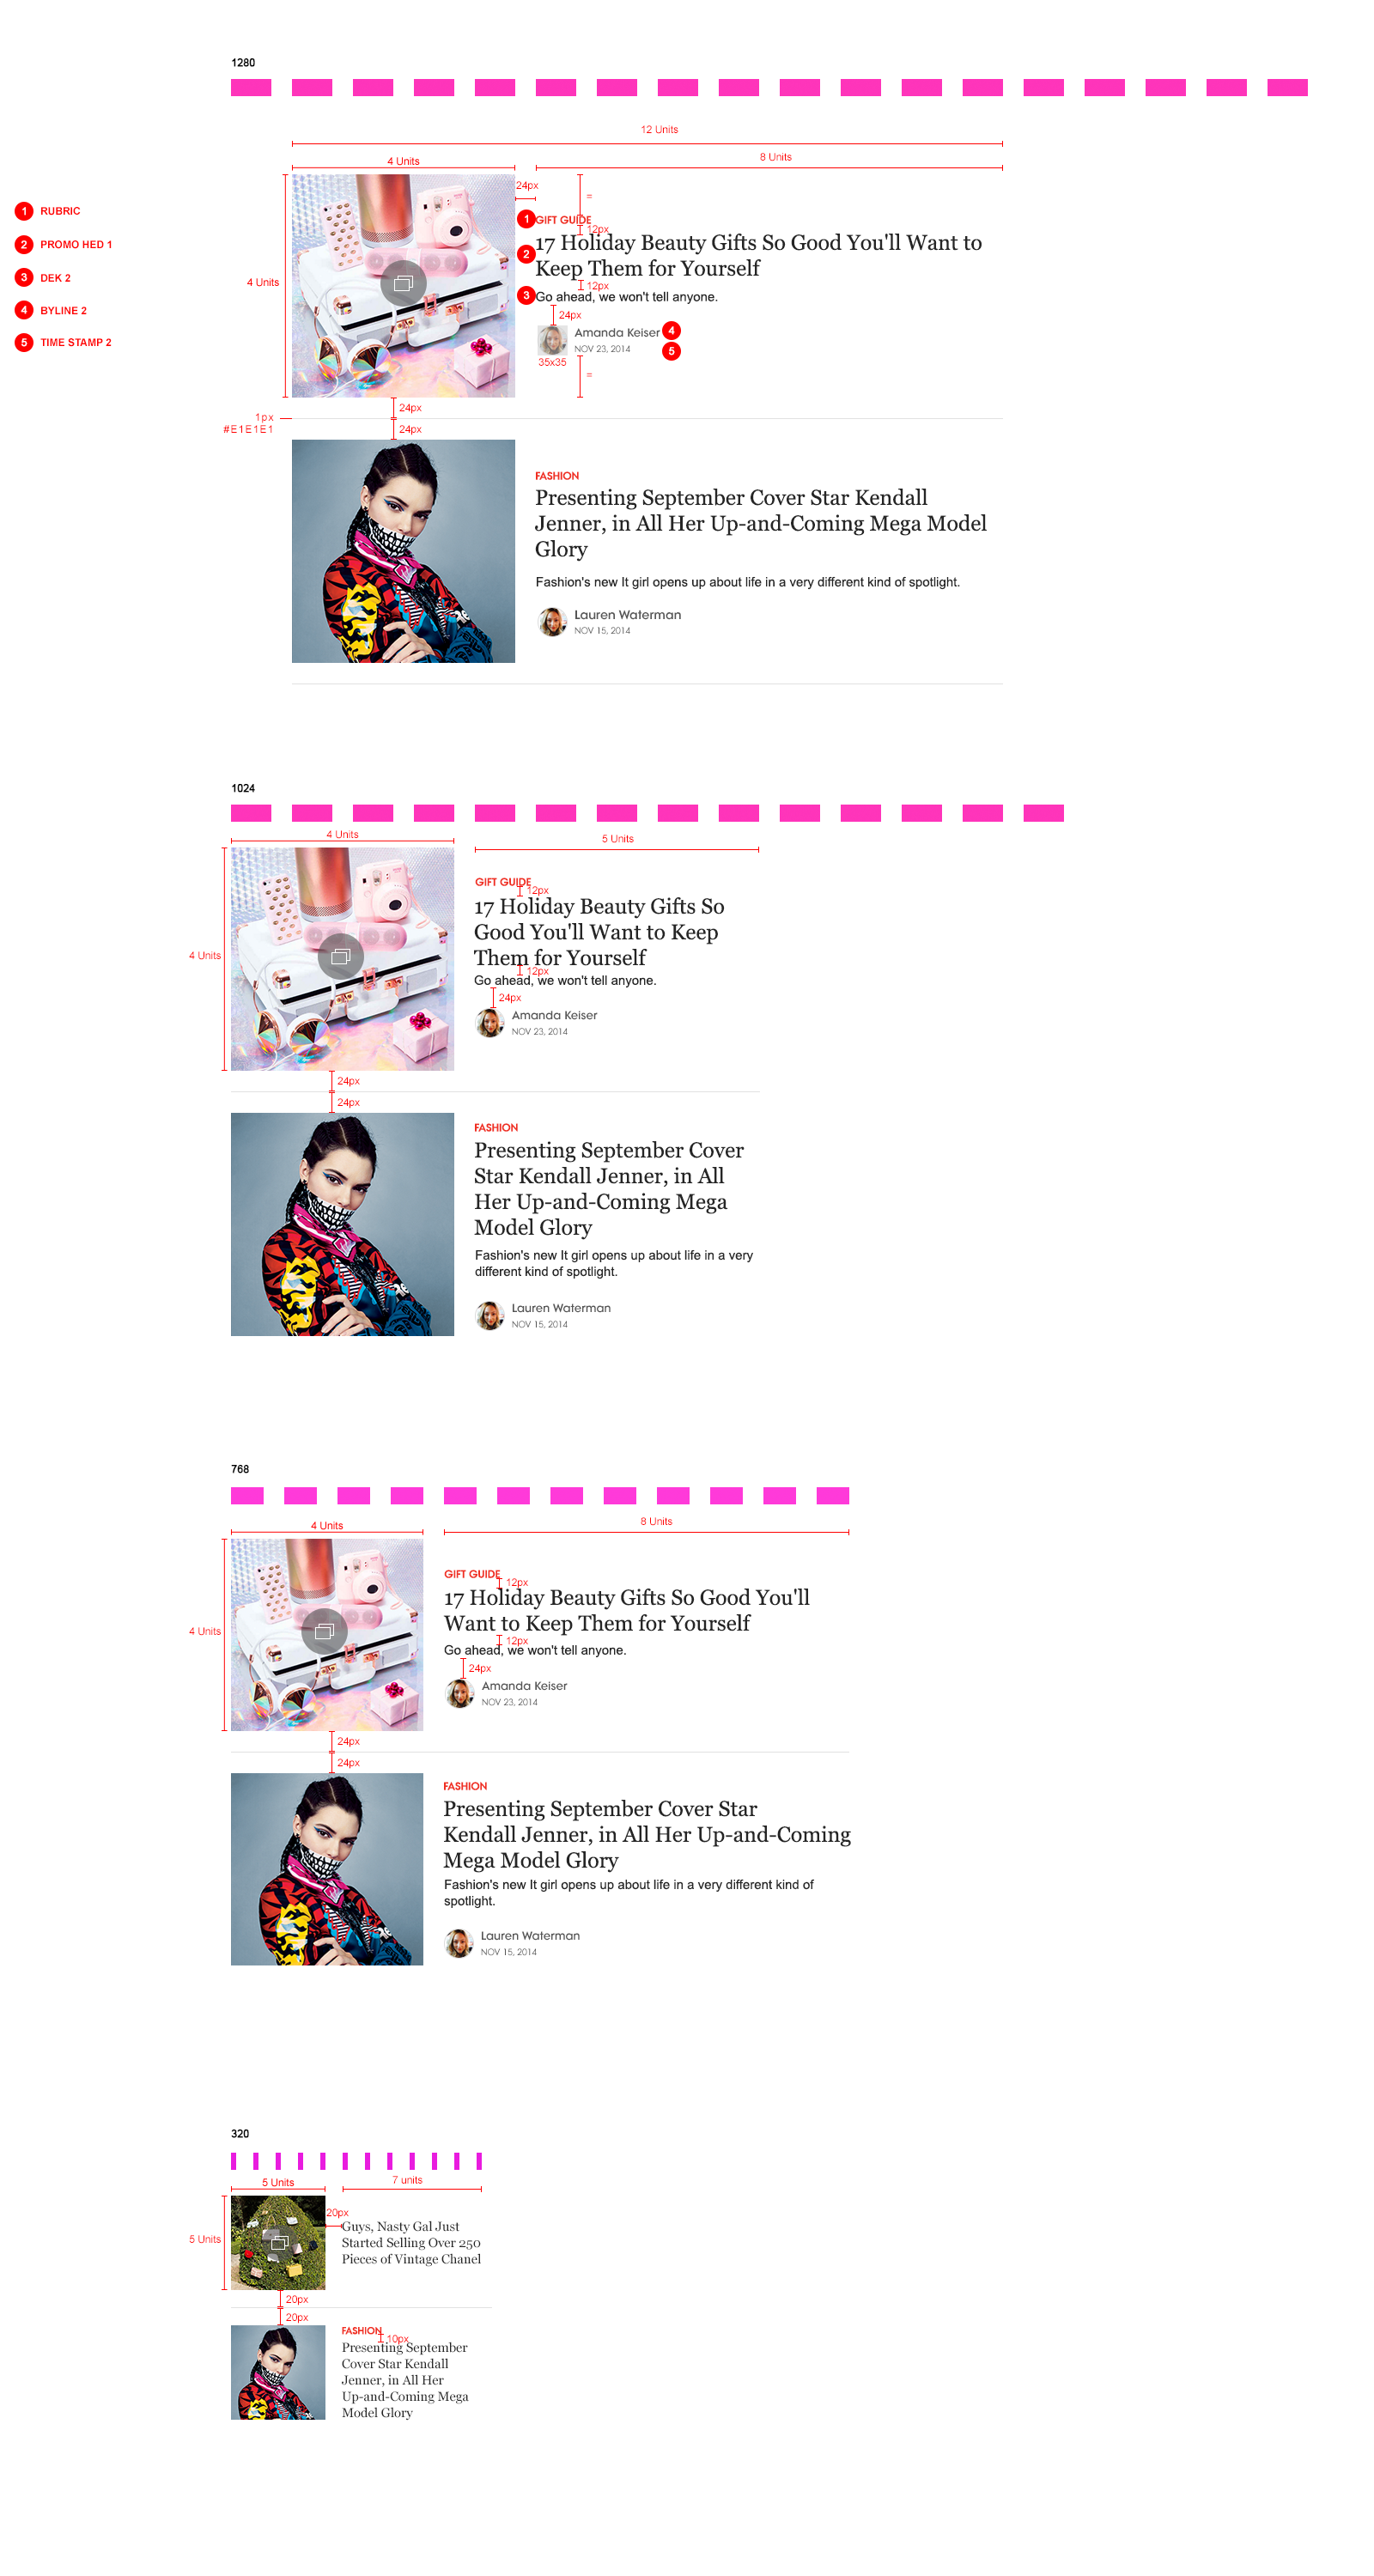 1280
12 Units
4 Units
8 Units
24px
=
1 RUBRIC
2 PROMO HED 1
3 DEK 2
4 BYLINE 2
5 TIME STAMP 2
4 Units
1 GIFT GUIDE
12px
2 17 Holiday Beauty Gifts So Good You'll Want to
Keep Them for Yourself
12px
3 Go ahead, we won't tell anyone.
24px
Amanda Keiser 4
NOV 23, 2014 5
35x35
=
24px
1px
#E1E1E1
24px
FASHION
Presenting September Cover Star Kendall
Jenner, in All Her Up-and-Coming Mega Model
Glory
Fashion's new It girl opens up about life in a very different kind of spotlight.
Lauren Waterman
NOV 15, 2014
1024
4 Units
5 Units
4 Units
GIFT GUIDE
12px
17 Holiday Beauty Gifts So
Good You'll Want to Keep
Them for Yourself
12px
Go ahead, we won't tell anyone.
24px
Amanda Keiser
NOV 23, 2014
24px
24px
FASHION
Presenting September Cover
Star Kendall Jenner, in All
Her Up-and-Coming Mega
Model Glory
Fashion's new It girl opens up about life in a very
different kind of spotlight.
Lauren Waterman
NOV 15, 2014
768
4 Units
8 Units
4 Units
GIFT GUIDE
12px
17 Holiday Beauty Gifts So Good You'll
Want to Keep Them for Yourself
12px
Go ahead, we won't tell anyone.
24px
Amanda Keiser
NOV 23, 2014
24px
24px
FASHION
Presenting September Cover Star
Kendall Jenner, in All Her Up-and-Coming
Mega Model Glory
Fashion's new It girl opens up about life in a very different kind of
spotlight.
Lauren Waterman
NOV 15, 2014
320
5 Units
7 units
5 Units
20px
Guys, Nasty Gal Just
Started Selling Over 250
Pieces of Vintage Chanel
20px
20px
FASHION
10px
Presenting September
Cover Star Kendall
Jenner, in All Her
Up-and-Coming Mega
Model Glory